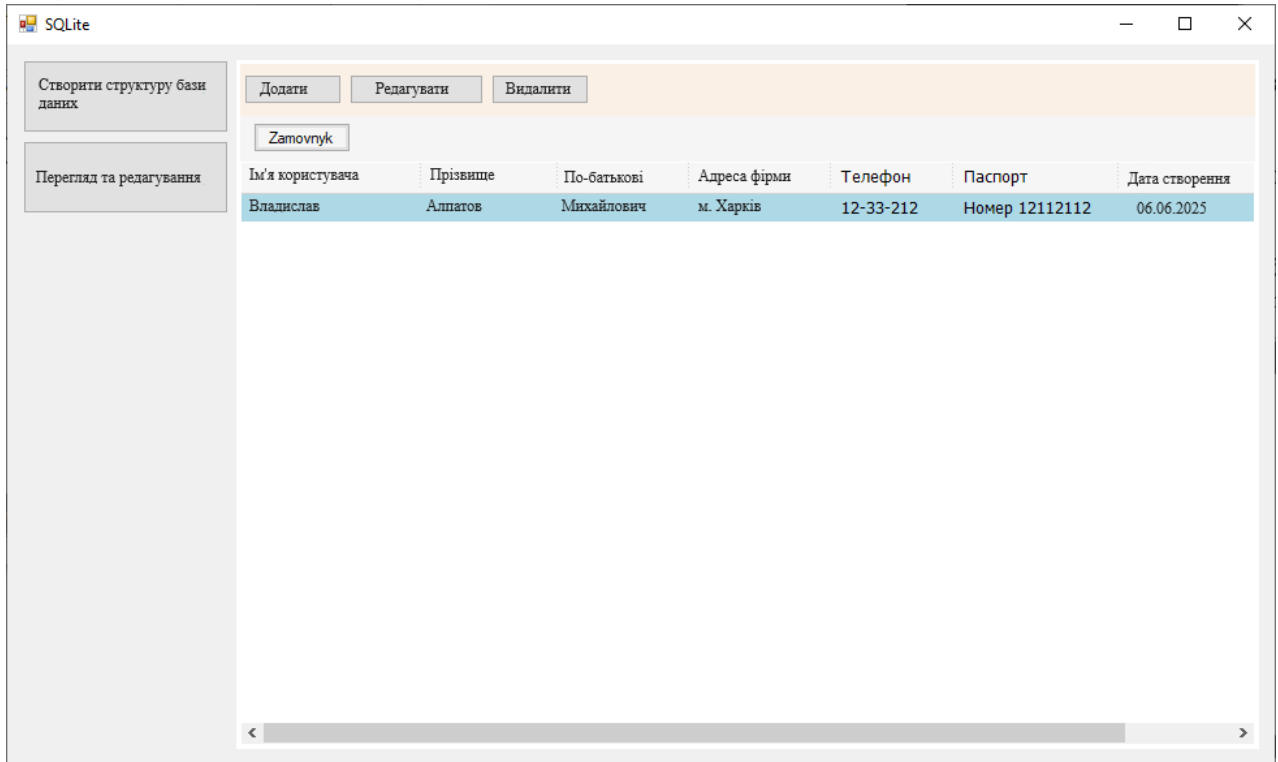 SQLite
Створити структуру бази
даних
Перегляд та редагування
Додати Редагувати Видалити
Zamovnyk
Ім'я користувача Прізвище По-батькові Адреса фірми Телефон Паспорт Дата створення
Владислав Алпатов Михайлович м. Харків 12-33-212 Номер 12112112 06.06.2025